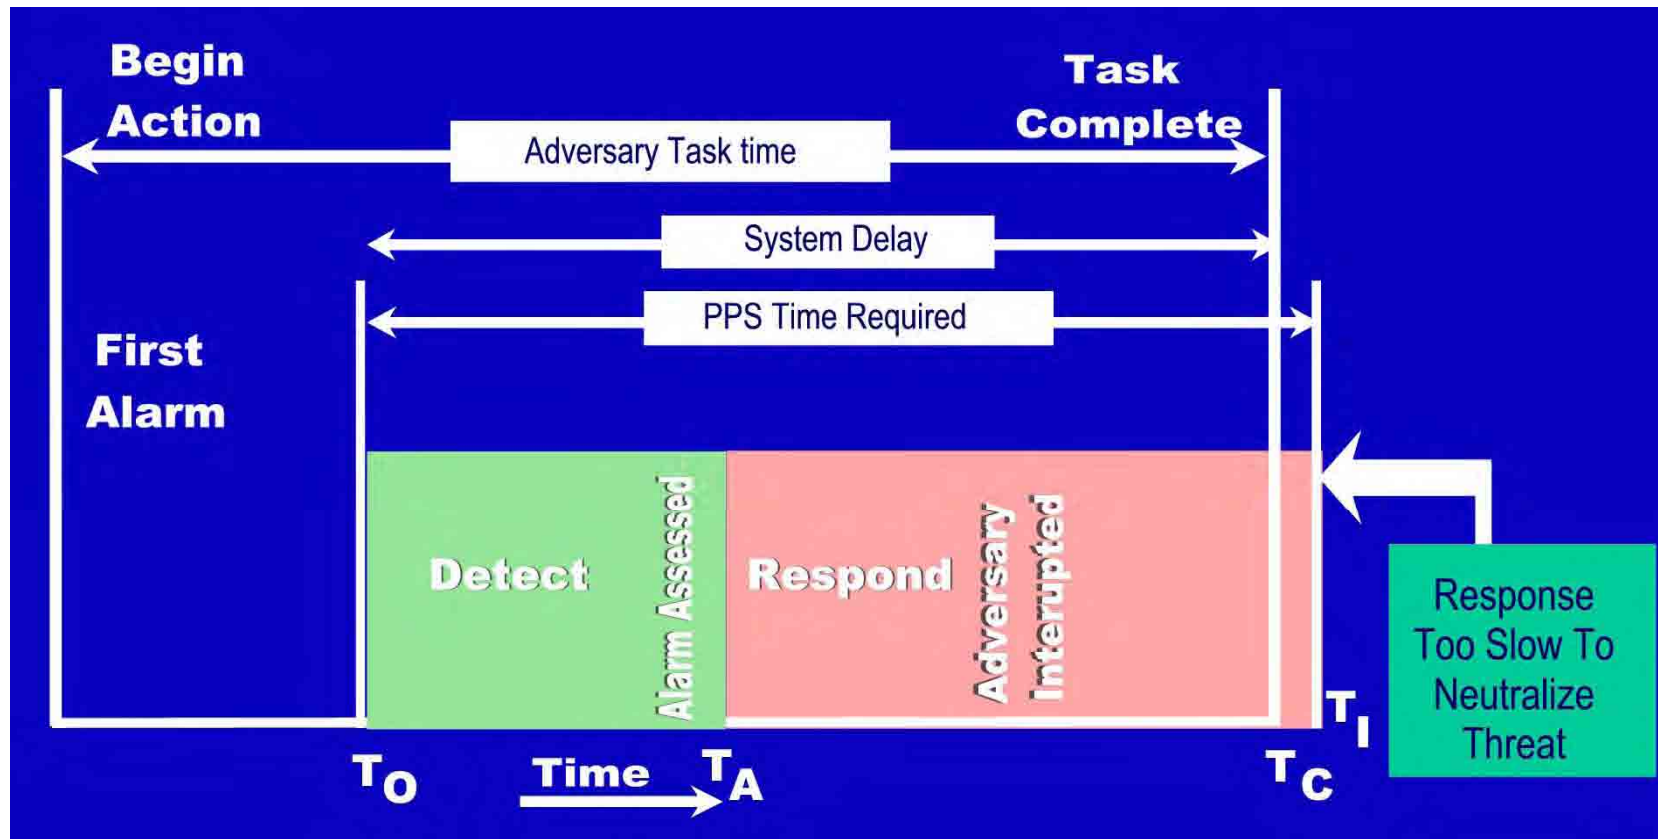 Begin
Action
Task
Complete
Adversary Task time
System Delay
PPS Time Required
First
Alarm
Detect
Alarm Assessed
Respond
Adversary
Interupted
Response
Too Slow To
Neutralize
Threat
TO
Time
TA
TC
TI